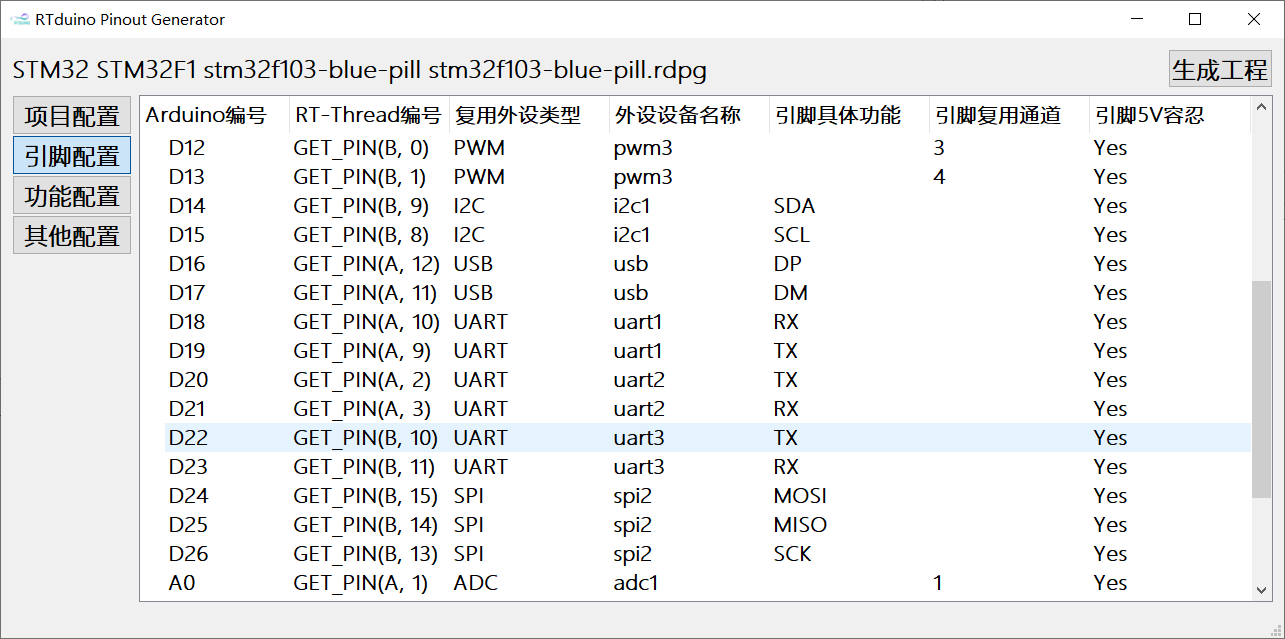 RTduino Pinout Generator
STM32 STM32F1 stm32f103-blue-pill stm32f103-blue-pill.rdpg
生成工程
项目配置
引脚配置
功能配置
其他配置
Arduino编号 RT-Thread编号 复用外设类型 外设设备名称 引脚具体功能 引脚复用通道 引脚5V容忍
D12 GET_PIN(B, 0) PWM pwm3 3 Yes
D13 GET_PIN(B, 1) PWM pwm3 4 Yes
D14 GET_PIN(B, 9) I2C i2c1 SDA Yes
D15 GET_PIN(B, 8) I2C i2c1 SCL Yes
D16 GET_PIN(A, 12) USB usb DP Yes
D17 GET_PIN(A, 11) USB usb DM Yes
D18 GET_PIN(A, 10) UART uart1 RX Yes
D19 GET_PIN(A, 9) UART uart1 TX Yes
D20 GET_PIN(A, 2) UART uart2 TX Yes
D21 GET_PIN(A, 3) UART uart2 RX Yes
D22 GET_PIN(B, 10) UART uart3 TX Yes
D23 GET_PIN(B, 11) UART uart3 RX Yes
D24 GET_PIN(B, 15) SPI spi2 MOSI Yes
D25 GET_PIN(B, 14) SPI spi2 MISO Yes
D26 GET_PIN(B, 13) SPI spi2 SCK Yes
A0 GET_PIN(A, 1) ADC adc1 1 Yes